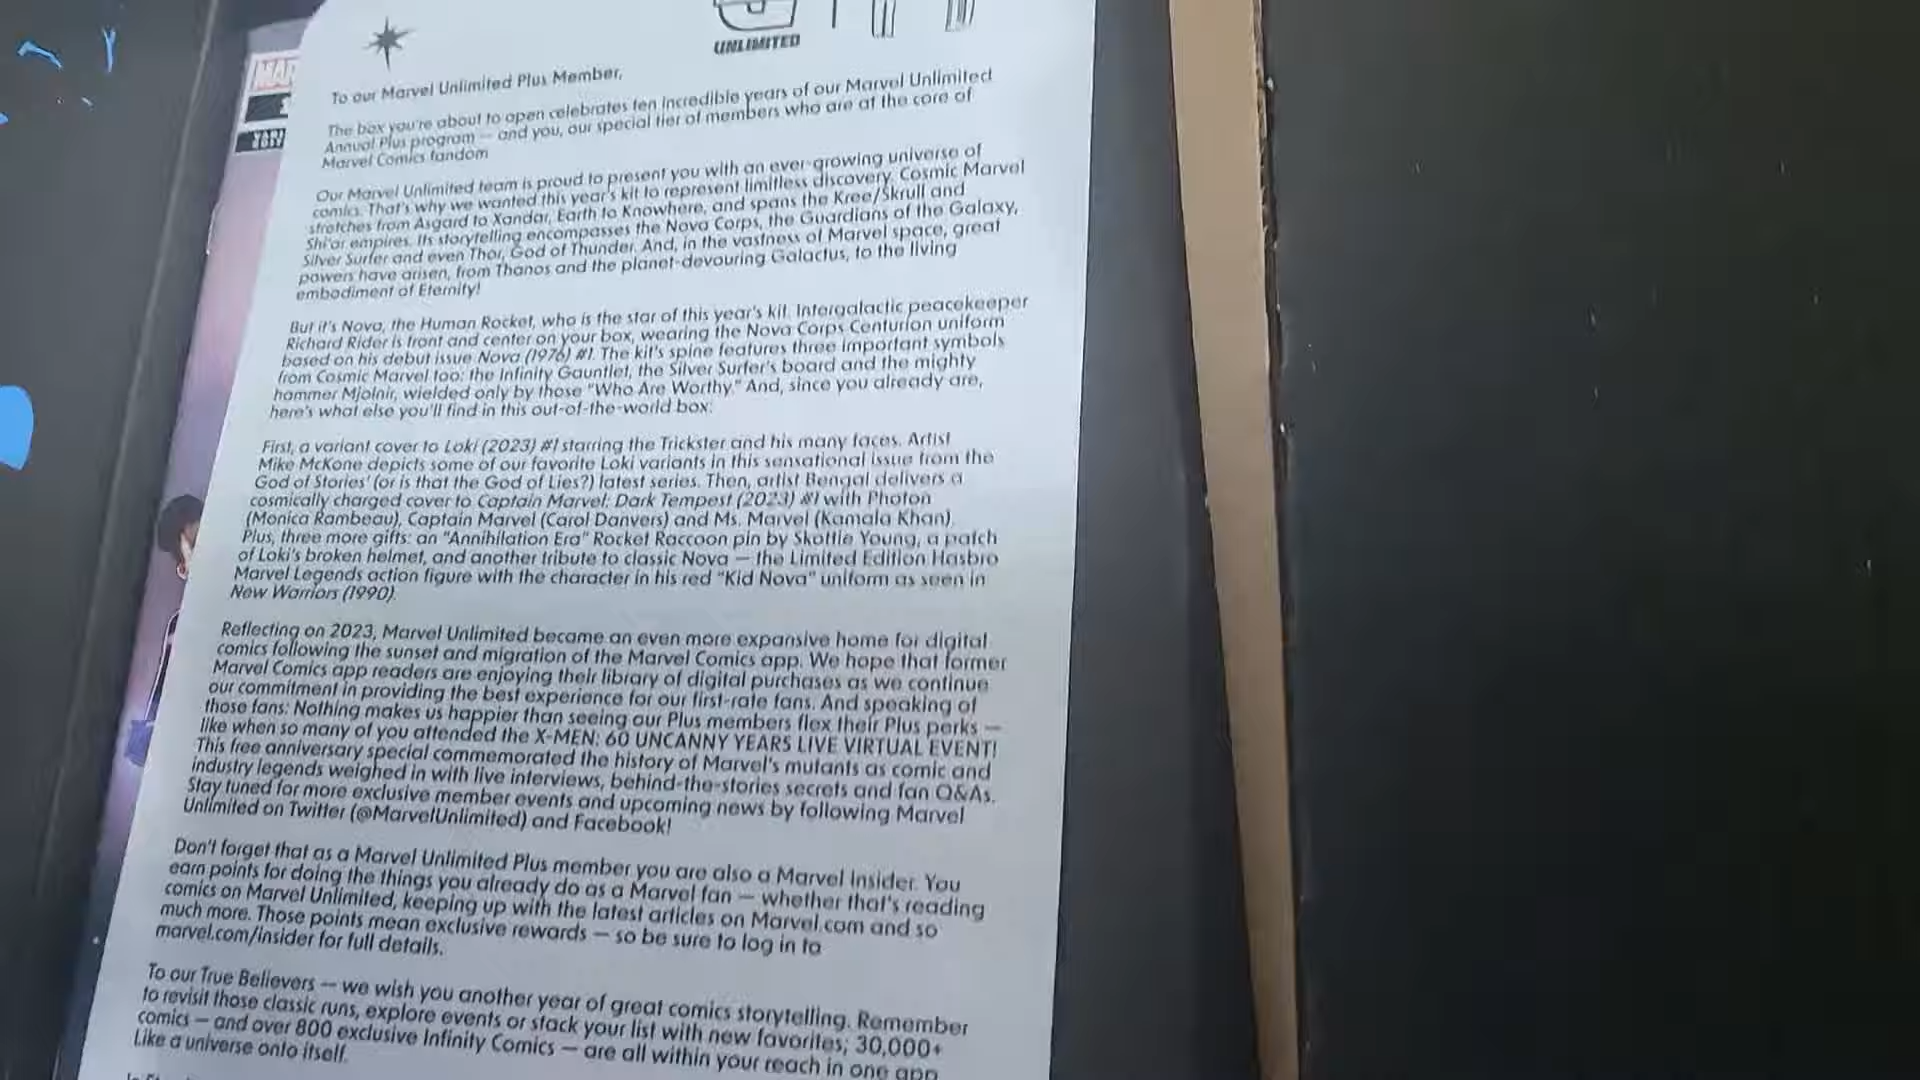 MAR
UNLIMITED
To our Marvel Unlimited Plus Member,
The box you're about to open celebrates ten incredible years of our Marvel Unlimited
Annual Plus program — and you, our special tier of members who are at the core of
Marvel Comics fandom
Our Marvel Unlimited team is proud to present you with an ever-growing universe of
comics. That's why we wanted this year's kit to represent limitless discovery. Cosmic Marvel
stretches from Asgard to Xandar, Earth to Knowhere, and spans the Kree/Skrull and
Shi'ar empires. Its storytelling encompasses the Nova Corps, the Guardians of the Galaxy,
Silver Surfer and even Thor, God of Thunder. And, in the vastness of Marvel space, great
powers have arisen, from Thanos and the planet-devouring Galactus, to the living
embodiment of Eternity!
But it's Nova, the Human Rocket, who is the star of this year's kit. Intergalactic peacekeeper
Richard Rider is front and center on your box, wearing the Nova Corps Centurion uniform
based on his debut issue Nova (1976) #1. The kit's spine features three important symbols
from Cosmic Marvel too: the Infinity Gauntlet, the Silver Surfer's board and the mighty
hammer Mjolnir, wielded only by those "Who Are Worthy." And, since you already are,
here's what else you'll find in this out-of-the-world box:
First, a variant cover to Loki (2023) #1 starring the Trickster and his many faces. Artist
Mike McKone depicts some of our favorite Loki variants in this sensational issue from the
God of Stories' (or is that the God of Lies?) latest series. Then, artist Bengal delivers a
cosmically charged cover to Captain Marvel: Dark Tempest (2023) #1 with Photon
(Monica Rambeau), Captain Marvel (Carol Danvers) and Ms. Marvel (Kamala Khan).
Plus, three more gifts: an "Annihilation Era" Rocket Raccoon pin by Skottie Young, a patch
of Loki's broken helmet, and another tribute to classic Nova — the Limited Edition Hasbro
Marvel Legends action figure with the character in his red "Kid Nova" uniform as seen in
New Warriors (1990).
Reflecting on 2023, Marvel Unlimited became an even more expansive home for digital
comics following the sunset and migration of the Marvel Comics app. We hope that former
Marvel Comics app readers are enjoying their library of digital purchases as we continue
our commitment in providing the best experience for our first-rate fans. And speaking of
those fans: Nothing makes us happier than seeing our Plus members flex their Plus perks —
like when so many of you attended the X-MEN: 60 UNCANNY YEARS LIVE VIRTUAL EVENT!
This free anniversary special commemorated the history of Marvel's mutants as comic and
industry legends weighed in with live interviews, behind-the-stories secrets and fan Q&As.
Stay tuned for more exclusive member events and upcoming news by following Marvel
Unlimited on Twitter (@MarvelUnlimited) and Facebook!
Don't forget that as a Marvel Unlimited Plus member you are also a Marvel Insider. You
earn points for doing the things you already do as a Marvel fan — whether that's reading
comics on Marvel Unlimited, keeping up with the latest articles on Marvel.com and so
much more. Those points mean exclusive rewards — so be sure to log in to
marvel.com/insider for full details.
To our True Believers — we wish you another year of great comics storytelling. Remember
to revisit those classic runs, explore events or stack your list with new favorites; 30,000+
comics — and over 800 exclusive Infinity Comics — are all within your reach in one app
Like a universe onto itself.